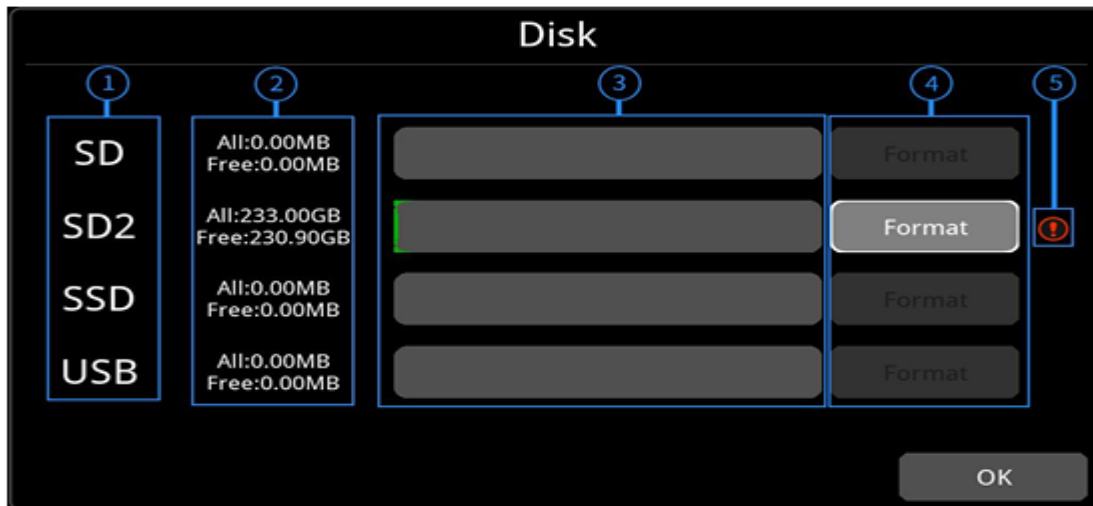 Disk
1 2 3 4 5
SD All:0.00MB Format
Free:0.00MB
SD2 All:233.00GB Format !
Free:230.90GB
SSD All:0.00MB Format
Free:0.00MB
USB All:0.00MB Format
Free:0.00MB
OK